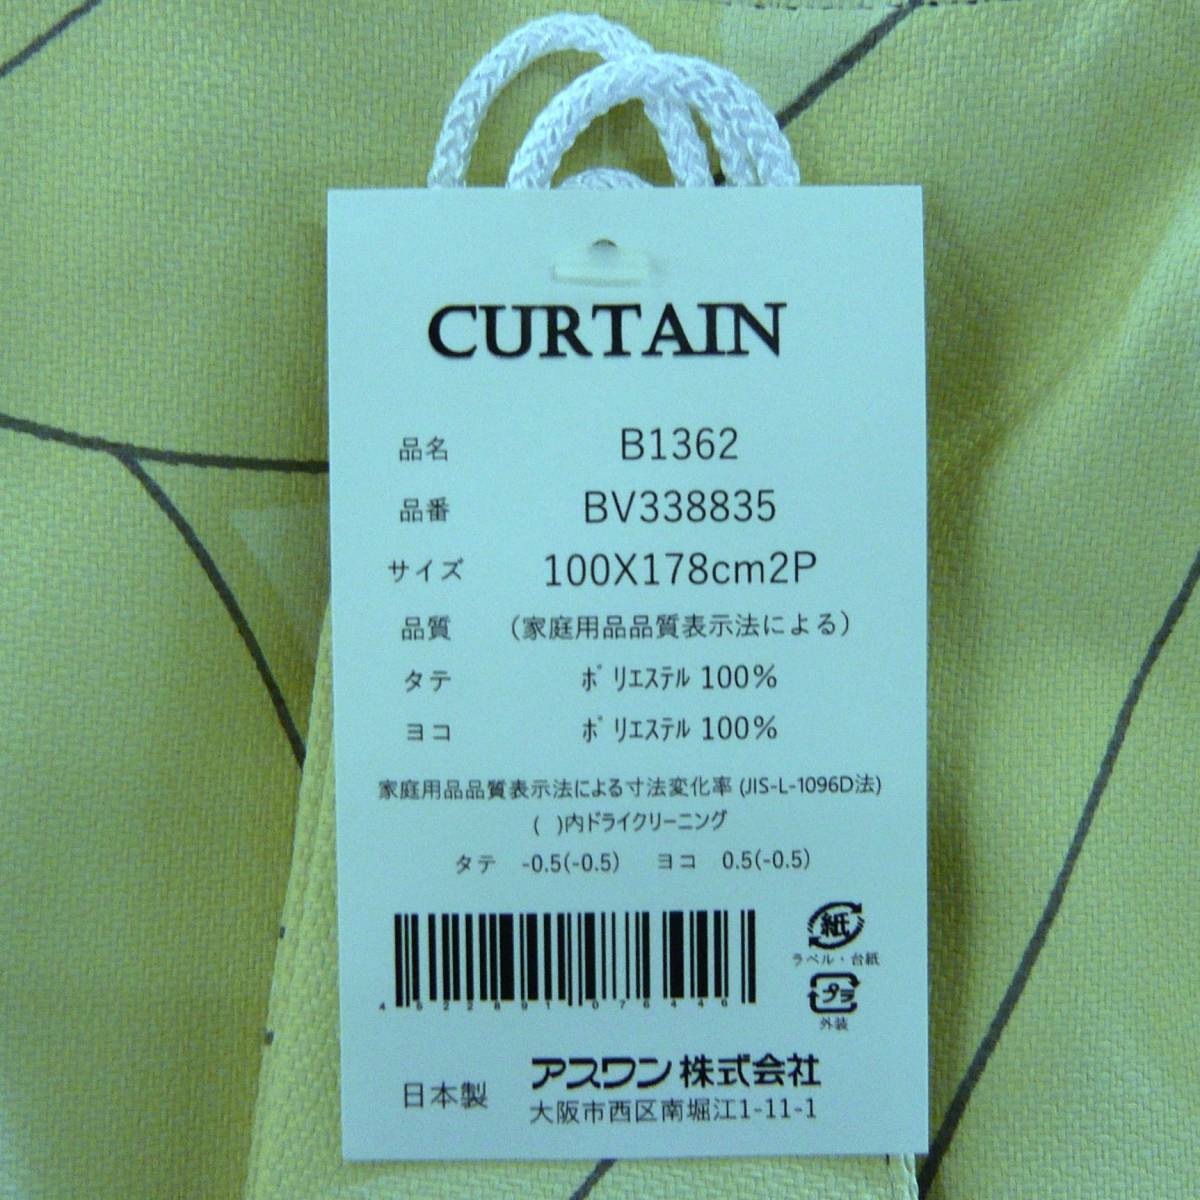 CURTAIN
品名 B1362
品番 BV338835
サイズ 100X178cm2P
品質 （家庭用品品質表示法による）
タテ ﾎﾟﾘｴｽﾃﾙ 100%
ヨコ ﾎﾟﾘｴｽﾃﾙ 100%
家庭用品品質表示法による寸法変化率 (JIS-L-1096D法)
( )内ドライクリーニング
タテ -0.5(-0.5) ヨコ 0.5(-0.5)
紙
ラベル・台紙
プラ
外装
日本製
アスワン株式会社
大阪市西区南堀江1-11-1